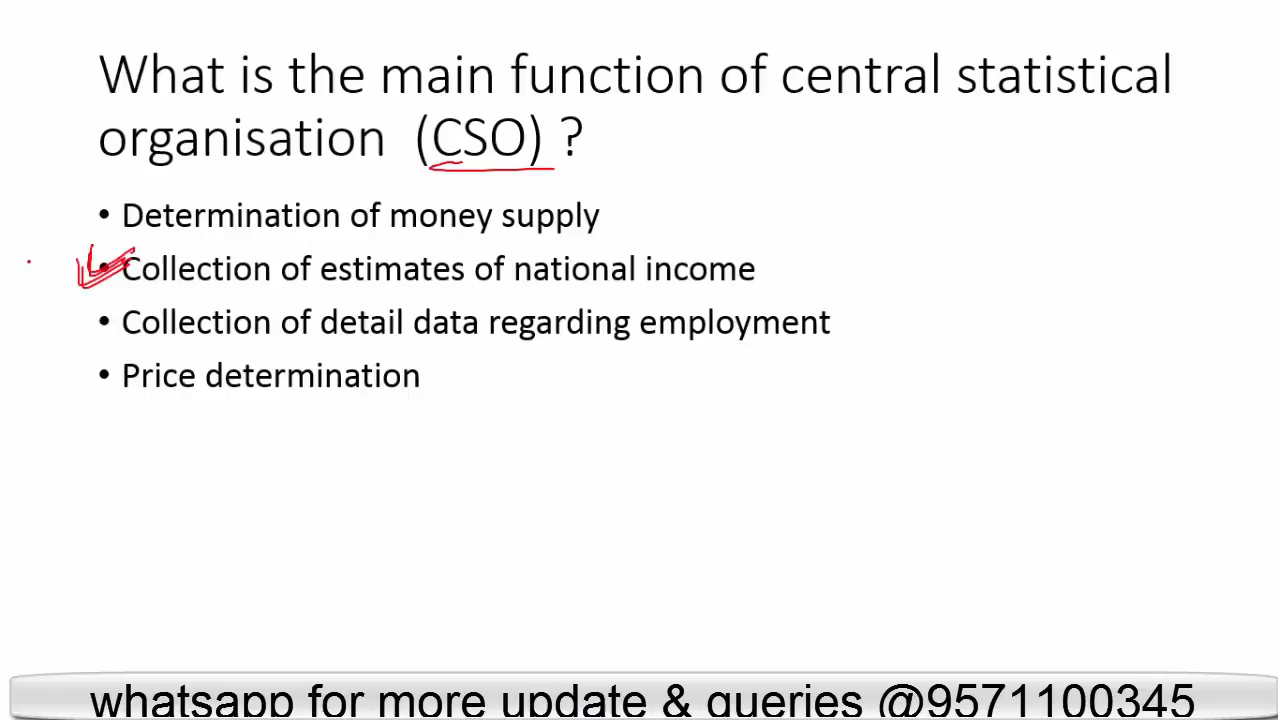 What is the main function of central statistical
organisation (CSO) ?
• Determination of money supply
• Collection of estimates of national income
• Collection of detail data regarding employment
• Price determination
whatsapp for more update & queries @9571100345